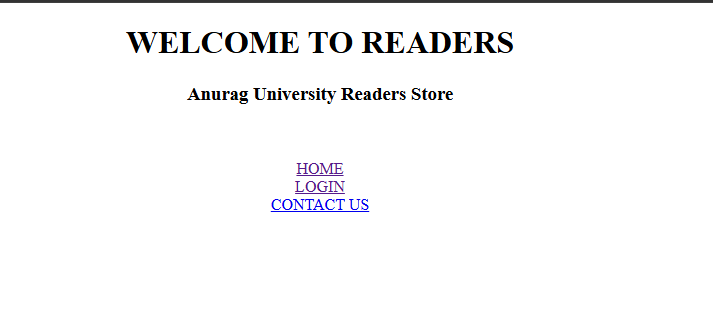 WELCOME TO READERS
Anurag University Readers Store
HOME
LOGIN
CONTACT US